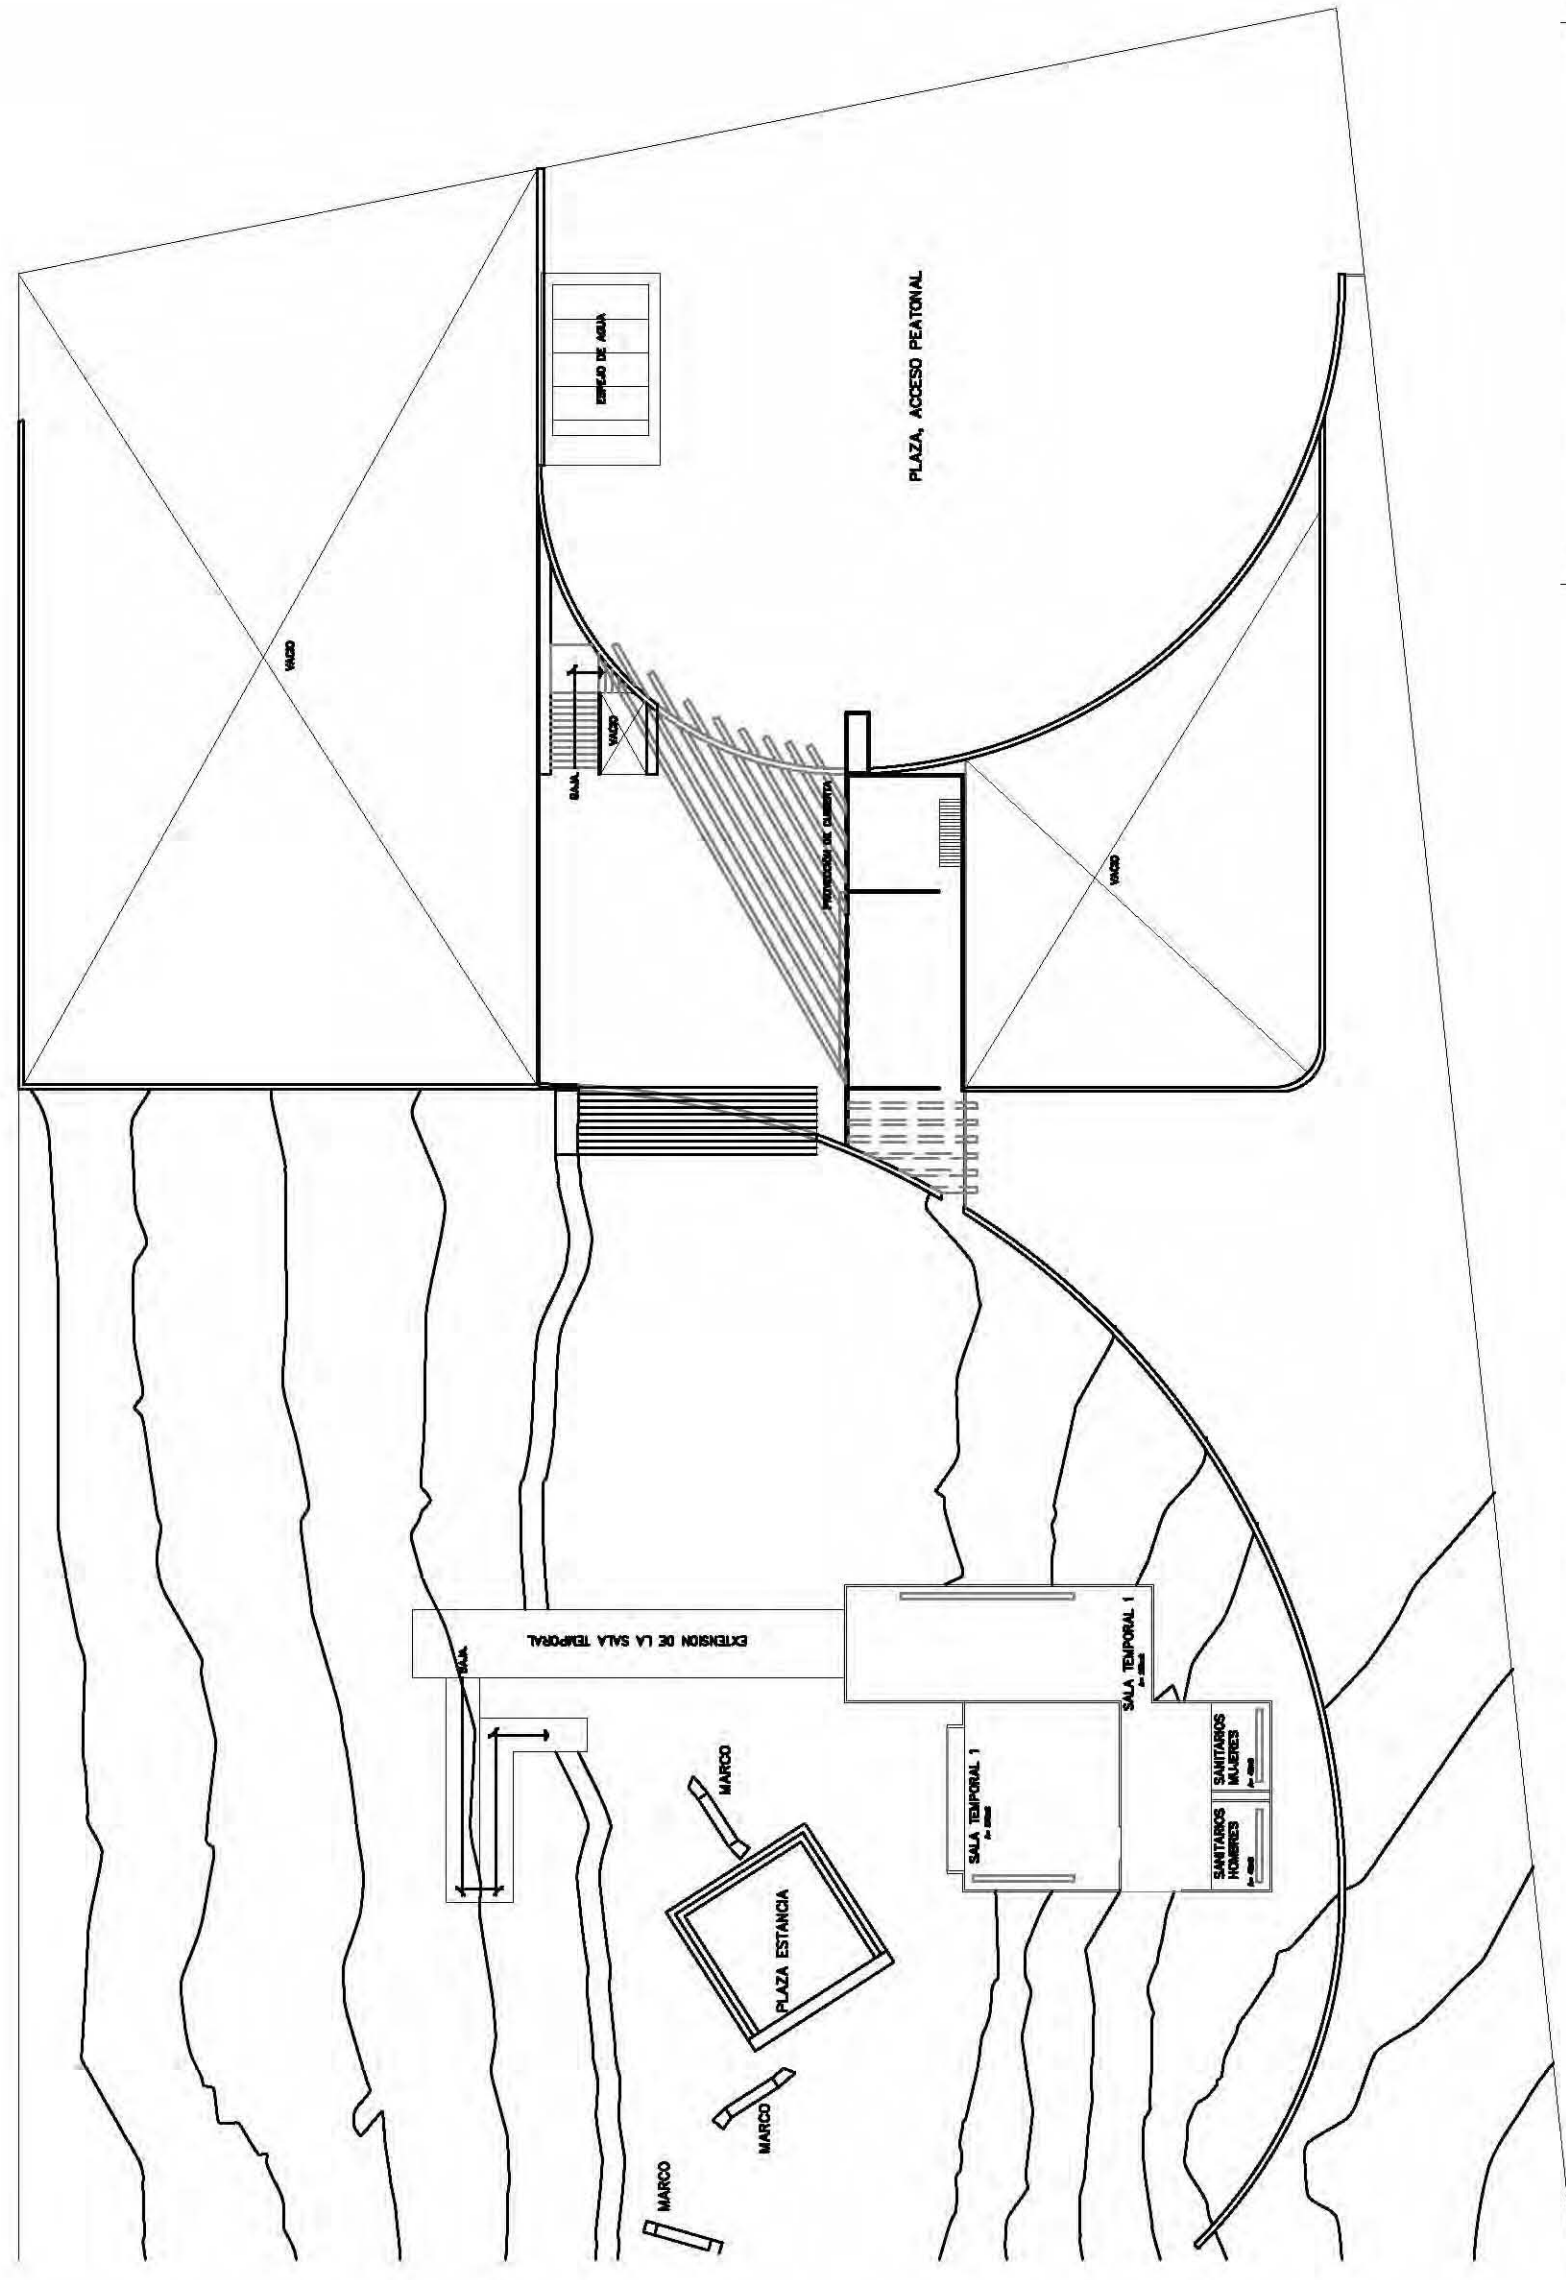 PLAZA, ACCESO PEATONAL
ESPEJO DE AGUA
VACIO
VACIO
BAJA
PROYECCIÓN DE CUBIERTA
VACIO
EXTENSION DE LA SALA TEMPORAL
BAJA
SALA TEMPORAL 1
SALA TEMPORAL 1
SANITARIOS
MUJERES
SANITARIOS
HOMBRES
MARCO
PLAZA ESTANCIA
MARCO
MARCO